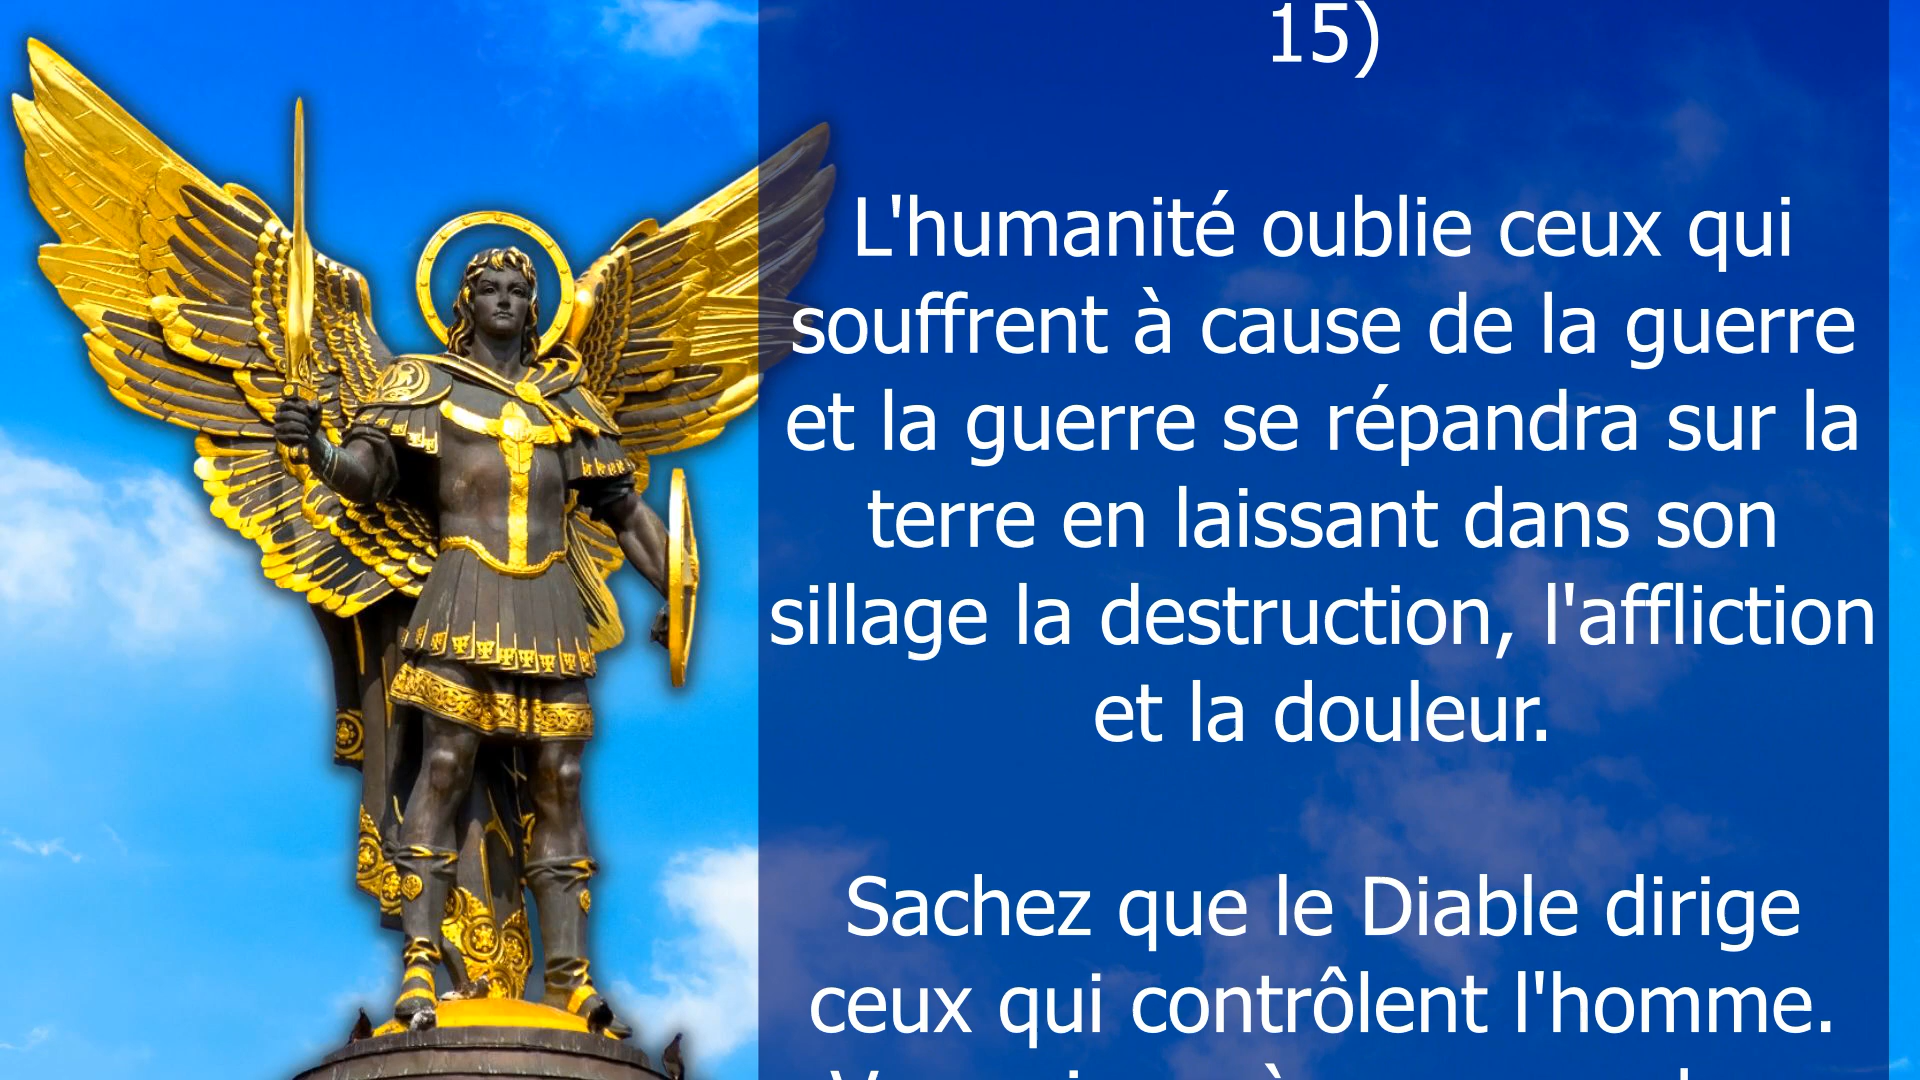 15)
L'humanité oublie ceux qui
souffrent à cause de la guerre
et la guerre se répandra sur la
terre en laissant dans son
sillage la destruction, l'affliction
et la douleur.
Sachez que le Diable dirige
ceux qui contrôlent l'homme.